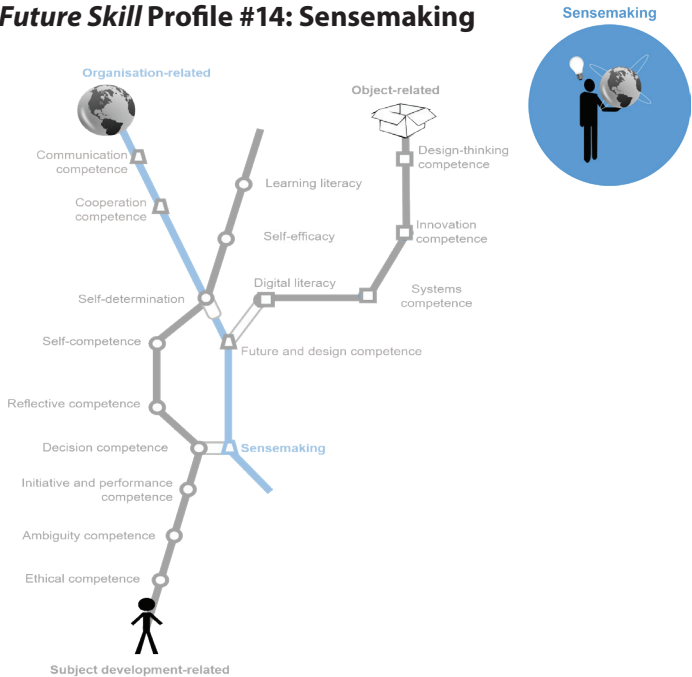 Future Skill Profile #14: Sensemaking
Sensemaking
Organisation-related
Object-related
Communication
competence
Design-thinking
competence
Learning literacy
Cooperation
competence
Innovation
competence
Self-efficacy
Digital literacy
Systems
competence
Self-determination
Self-competence
Future and design competence
Reflective competence
Decision competence
Sensemaking
Initiative and performance
competence
Ambiguity competence
Ethical competence
Subject development-related